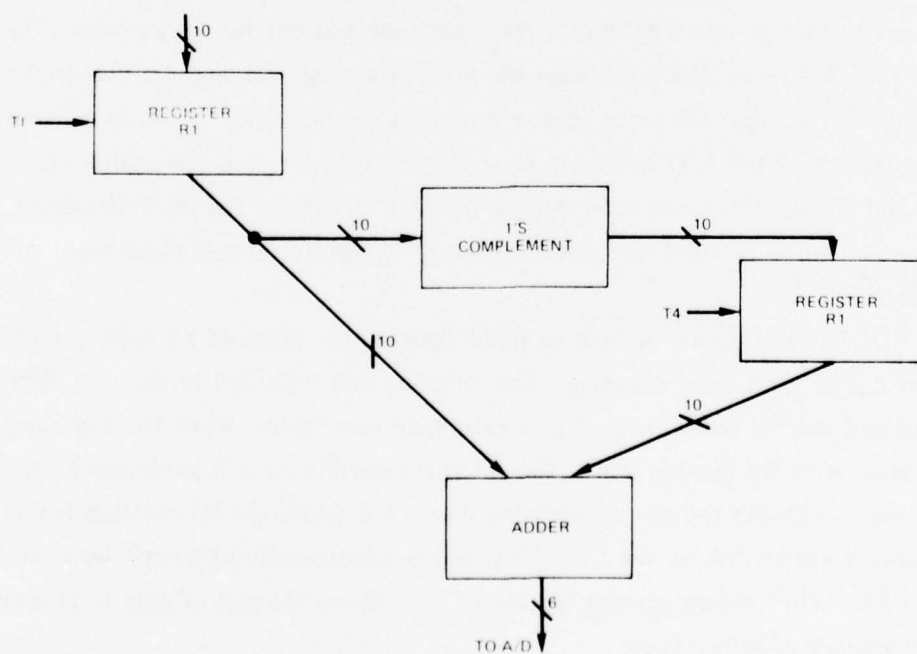 10
REGISTER
R1
T1
10
1'S
COMPLEMENT
10
REGISTER
R1
T4
10
10
ADDER
6
TO A/D